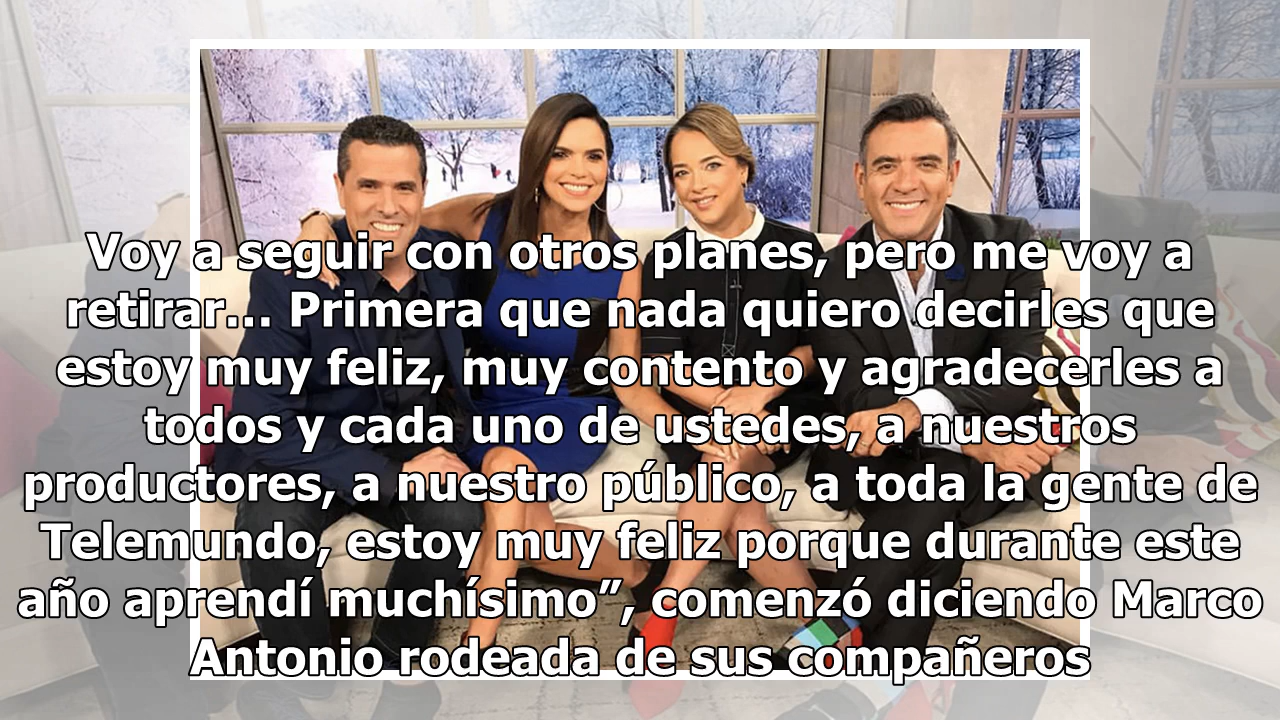 Voy a seguir con otros planes, pero me voy a
retirar... Primera que nada quiero decirles que
estoy muy feliz, muy contento y agradecerles a
todos y cada uno de ustedes, a nuestros
productores, a nuestro público, a toda la gente de
Telemundo, estoy muy feliz porque durante este
año aprendí muchísimo”, comenzó diciendo Marco
Antonio rodeada de sus compañeros